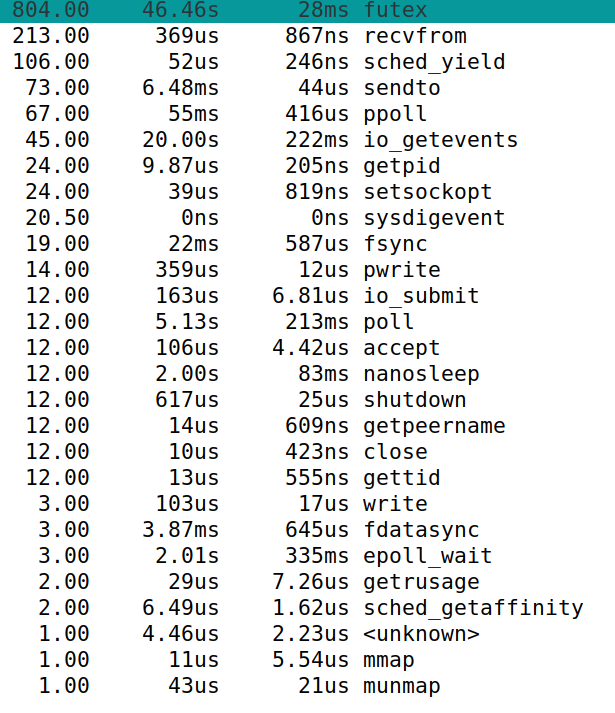 804.00 46.46s 28ms futex
213.00 369us 867ns recvfrom
106.00 52us 246ns sched_yield
73.00 6.48ms 44us sendto
67.00 55ms 416us ppoll
45.00 20.00s 222ms io_getevents
24.00 9.87us 205ns getpid
24.00 39us 819ns setsockopt
20.50 0ns 0ns sysdigevent
19.00 22ms 587us fsync
14.00 359us 12us pwrite
12.00 163us 6.81us io_submit
12.00 5.13s 213ms poll
12.00 106us 4.42us accept
12.00 2.00s 83ms nanosleep
12.00 617us 25us shutdown
12.00 14us 609ns getpeername
12.00 10us 423ns close
12.00 13us 555ns gettid
3.00 103us 17us write
3.00 3.87ms 645us fdatasync
3.00 2.01s 335ms epoll_wait
2.00 29us 7.26us getrusage
2.00 6.49us 1.62us sched_getaffinity
1.00 4.46us 2.23us <unknown>
1.00 11us 5.54us mmap
1.00 43us 21us munmap